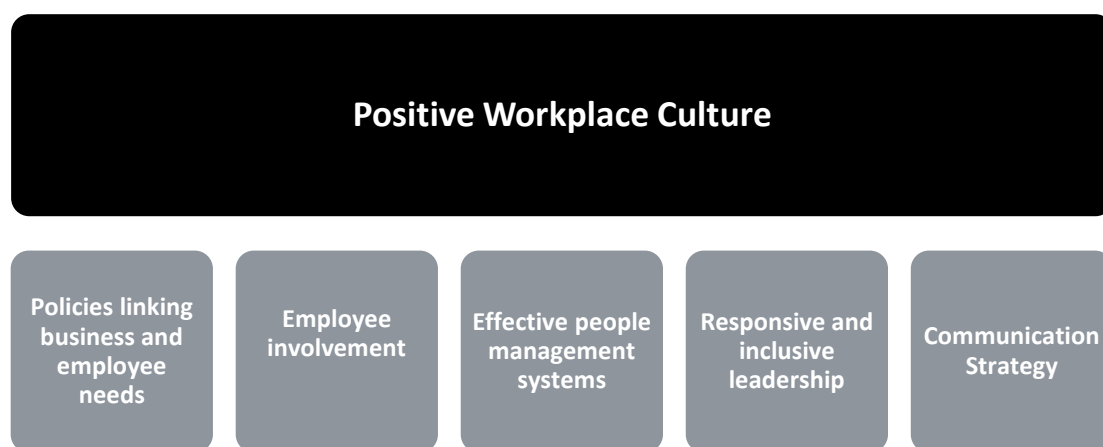 Positive Workplace Culture
Policies linking
business and
employee
needs
Employee
involvement
Effective people
management
systems
Responsive and
inclusive
leadership
Communication
Strategy